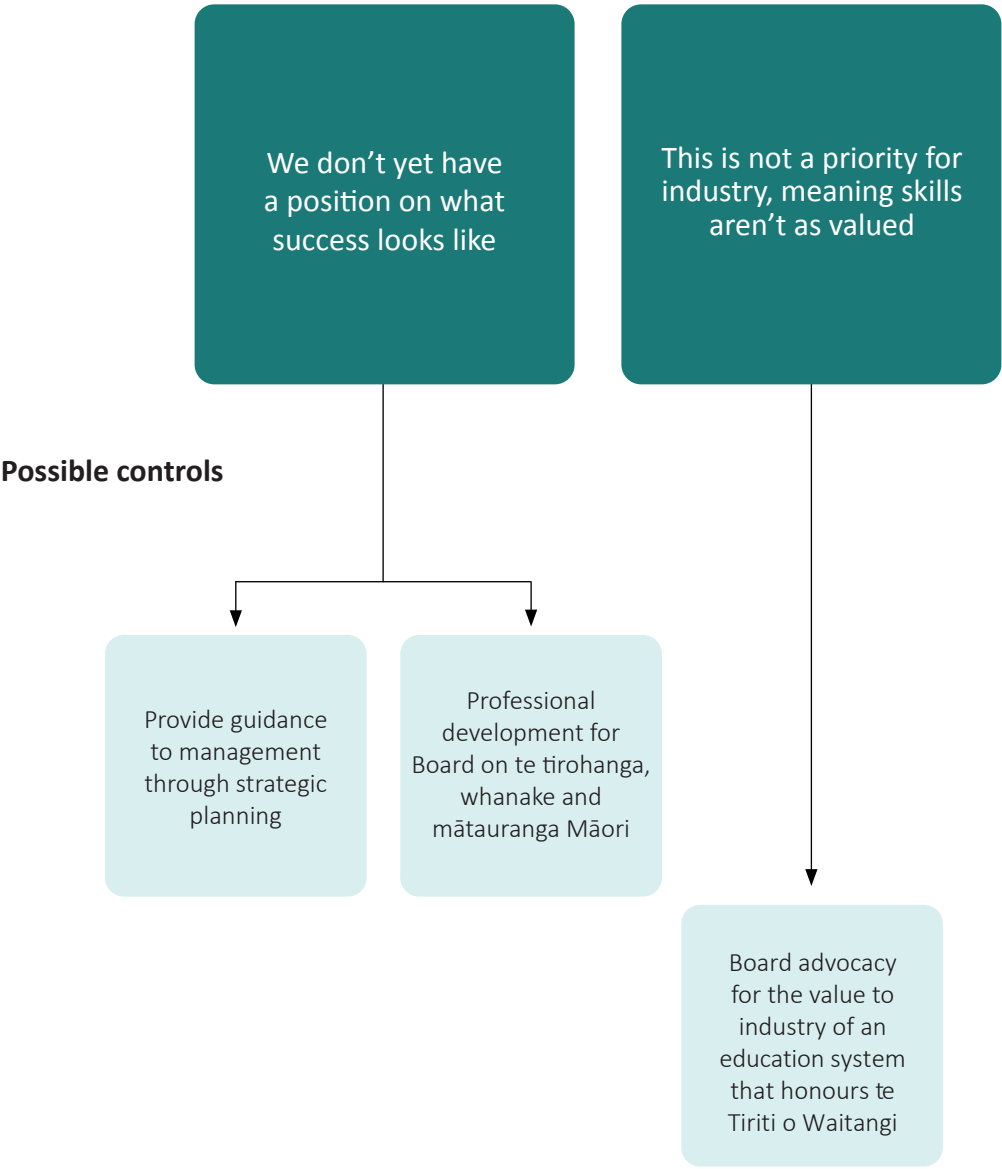 We don’t yet have
a position on what
success looks like
This is not a priority for
industry, meaning skills
aren’t as valued
Possible controls
Provide guidance
to management
through strategic
planning
Professional
development for
Board on te tirohanga,
whanake and
mātauranga Māori
Board advocacy
for the value to
industry of an
education system
that honours te
Tiriti o Waitangi